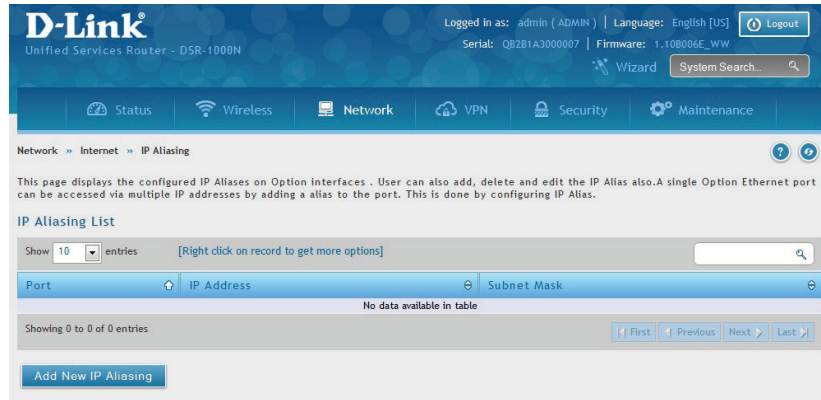 D-Link®
Unified Services Router - DSR-1000N
Logged in as: admin ( ADMIN ) | Language: English [US]
Logout
Serial: QB2B1A3000007 | Firmware: 1.10B006E_WW
Wizard
System Search...
Status
Wireless
Network
VPN
Security
Maintenance
Network » Internet » IP Aliasing
This page displays the configured IP Aliases on Option interfaces . User can also add, delete and edit the IP Alias also.A single Option Ethernet port
can be accessed via multiple IP addresses by adding a alias to the port. This is done by configuring IP Alias.
IP Aliasing List
Show 10 entries [Right click on record to get more options]
Port IP Address Subnet Mask
No data available in table
Showing 0 to 0 of 0 entries
First Previous Next Last
Add New IP Aliasing